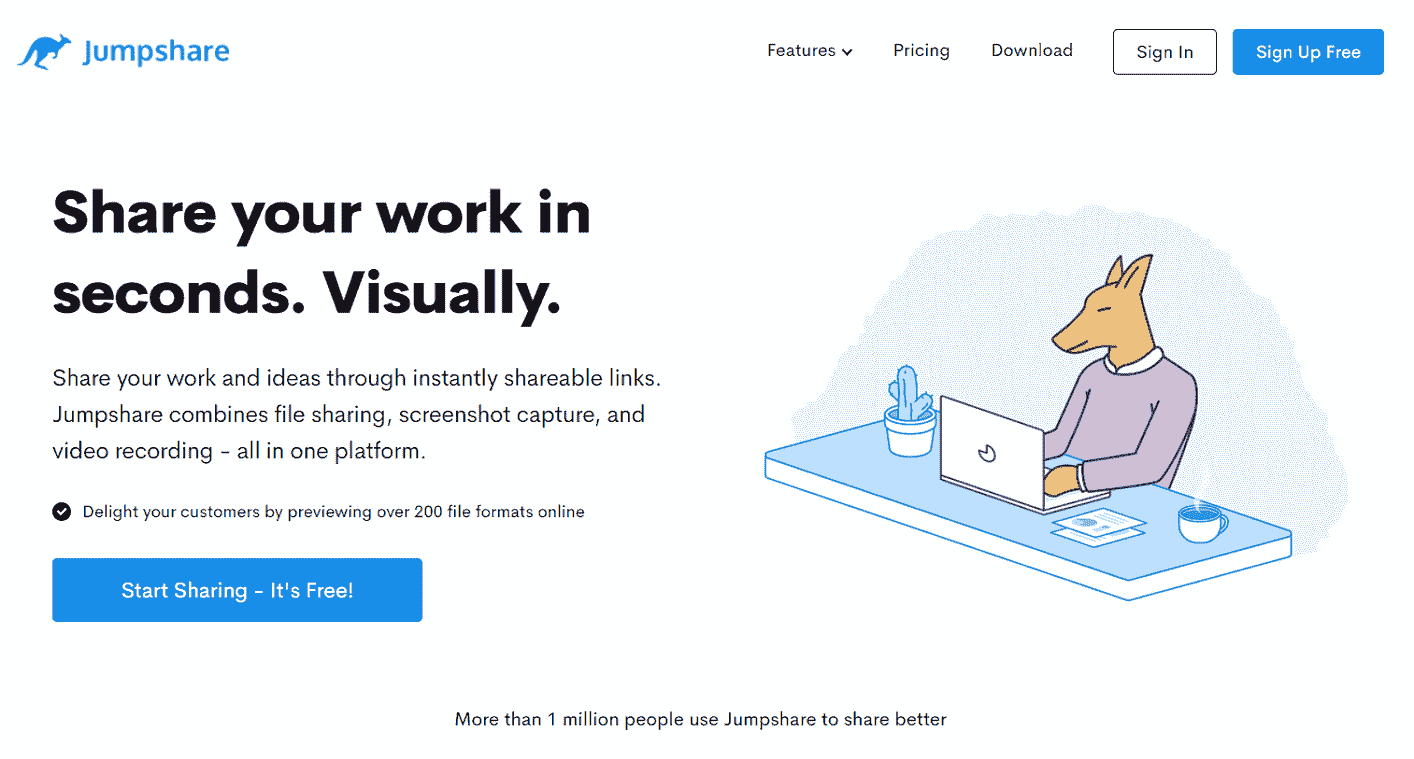 Jumpshare
Features
Pricing
Download
Sign In
Sign Up Free
Share your work in
seconds. Visually.
Share your work and ideas through instantly shareable links.
Jumpshare combines file sharing, screenshot capture, and
video recording - all in one platform.
Delight your customers by previewing over 200 file formats online
Start Sharing - It's Free!
More than 1 million people use Jumpshare to share better